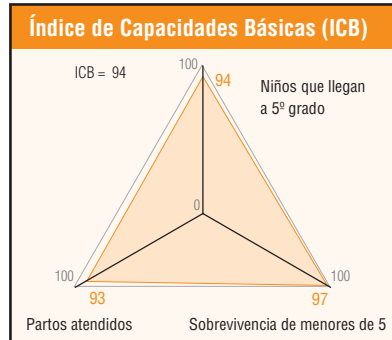 Índice de Capacidades Básicas (ICB)
ICB = 94
100
94
Niños que llegan
a 5º grado
0
100
100
93
97
Partos atendidos
Sobrevivencia de menores de 5